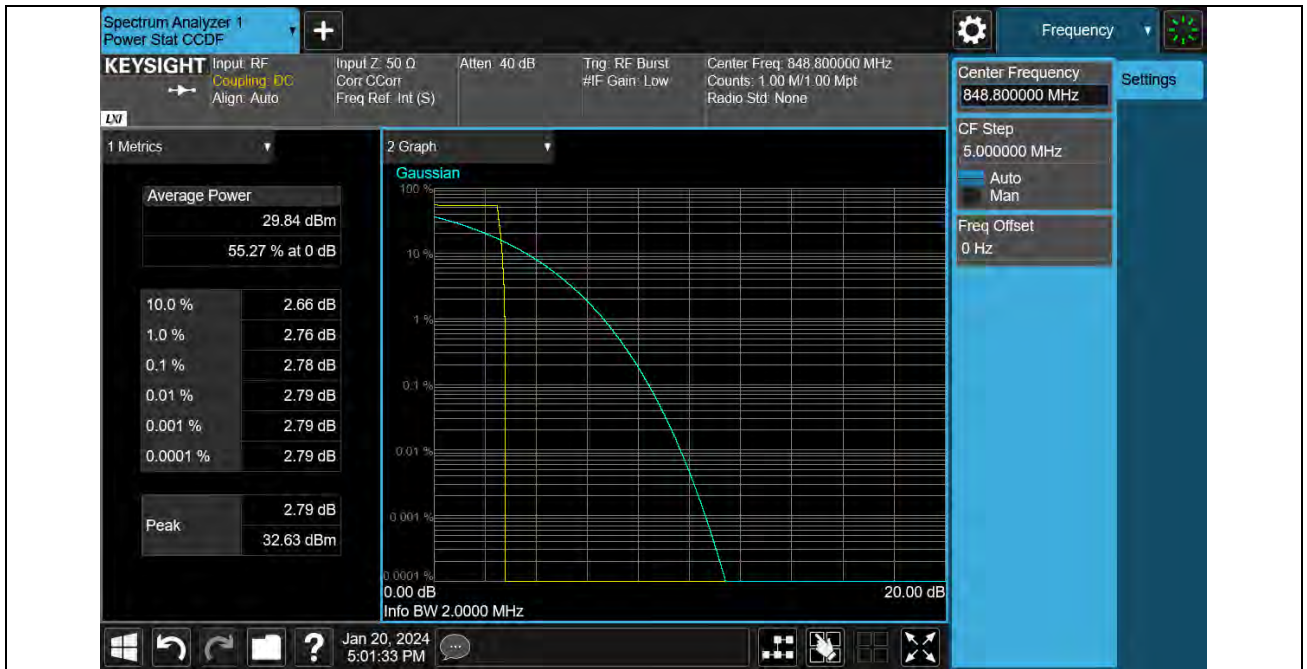 Spectrum Analyzer 1
Power Stat CCDF
+
Frequency
KEYSIGHT
Input: RF
Coupling: DC
Align: Auto
Input Z: 50 Ω
Corr CCorr
Freq Ref: Int (S)
Atten: 40 dB
Trig: RF Burst
#IF Gain: Low
Center Freq: 848.800000 MHz
Counts: 1.00 M/1.00 Mpt
Radio Std: None
LXI
Center Frequency
848.800000 MHz
Settings
CF Step
5.000000 MHz
Auto
Man
Freq Offset
0 Hz
1 Metrics
Average Power
29.84 dBm
55.27 % at 0 dB
10.0 % 2.66 dB
1.0 % 2.76 dB
0.1 % 2.78 dB
0.01 % 2.79 dB
0.001 % 2.79 dB
0.0001 % 2.79 dB
Peak
2.79 dB
32.63 dBm
2 Graph
Gaussian
100 %
10 %
1 %
0.1 %
0.01 %
0.001 %
0.0001 %
0.00 dB 20.00 dB
Info BW 2.0000 MHz
?
Jan 20, 2024
5:01:33 PM